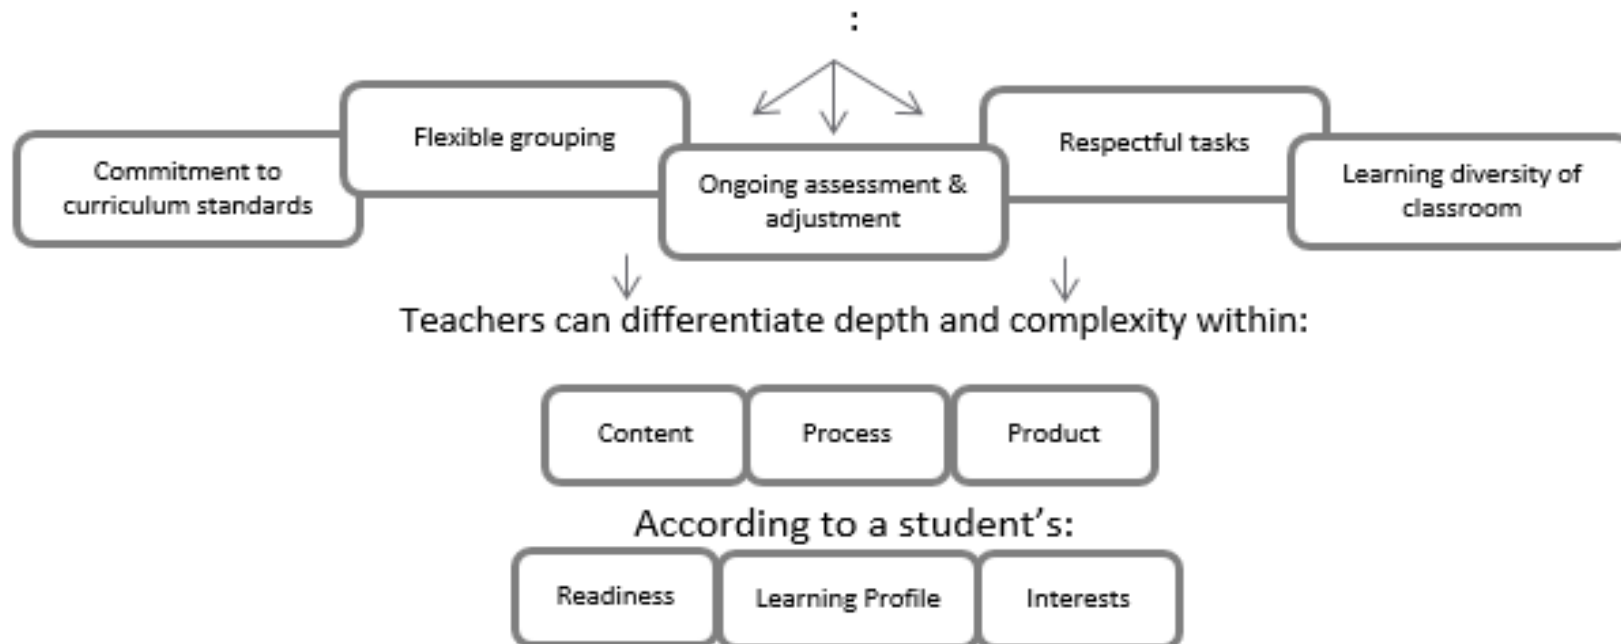 :
Commitment to
curriculum standards
Flexible grouping
Ongoing assessment &
adjustment
Respectful tasks
Learning diversity of
classroom
Teachers can differentiate depth and complexity within:
Content
Process
Product
According to a student's:
Readiness
Learning Profile
Interests